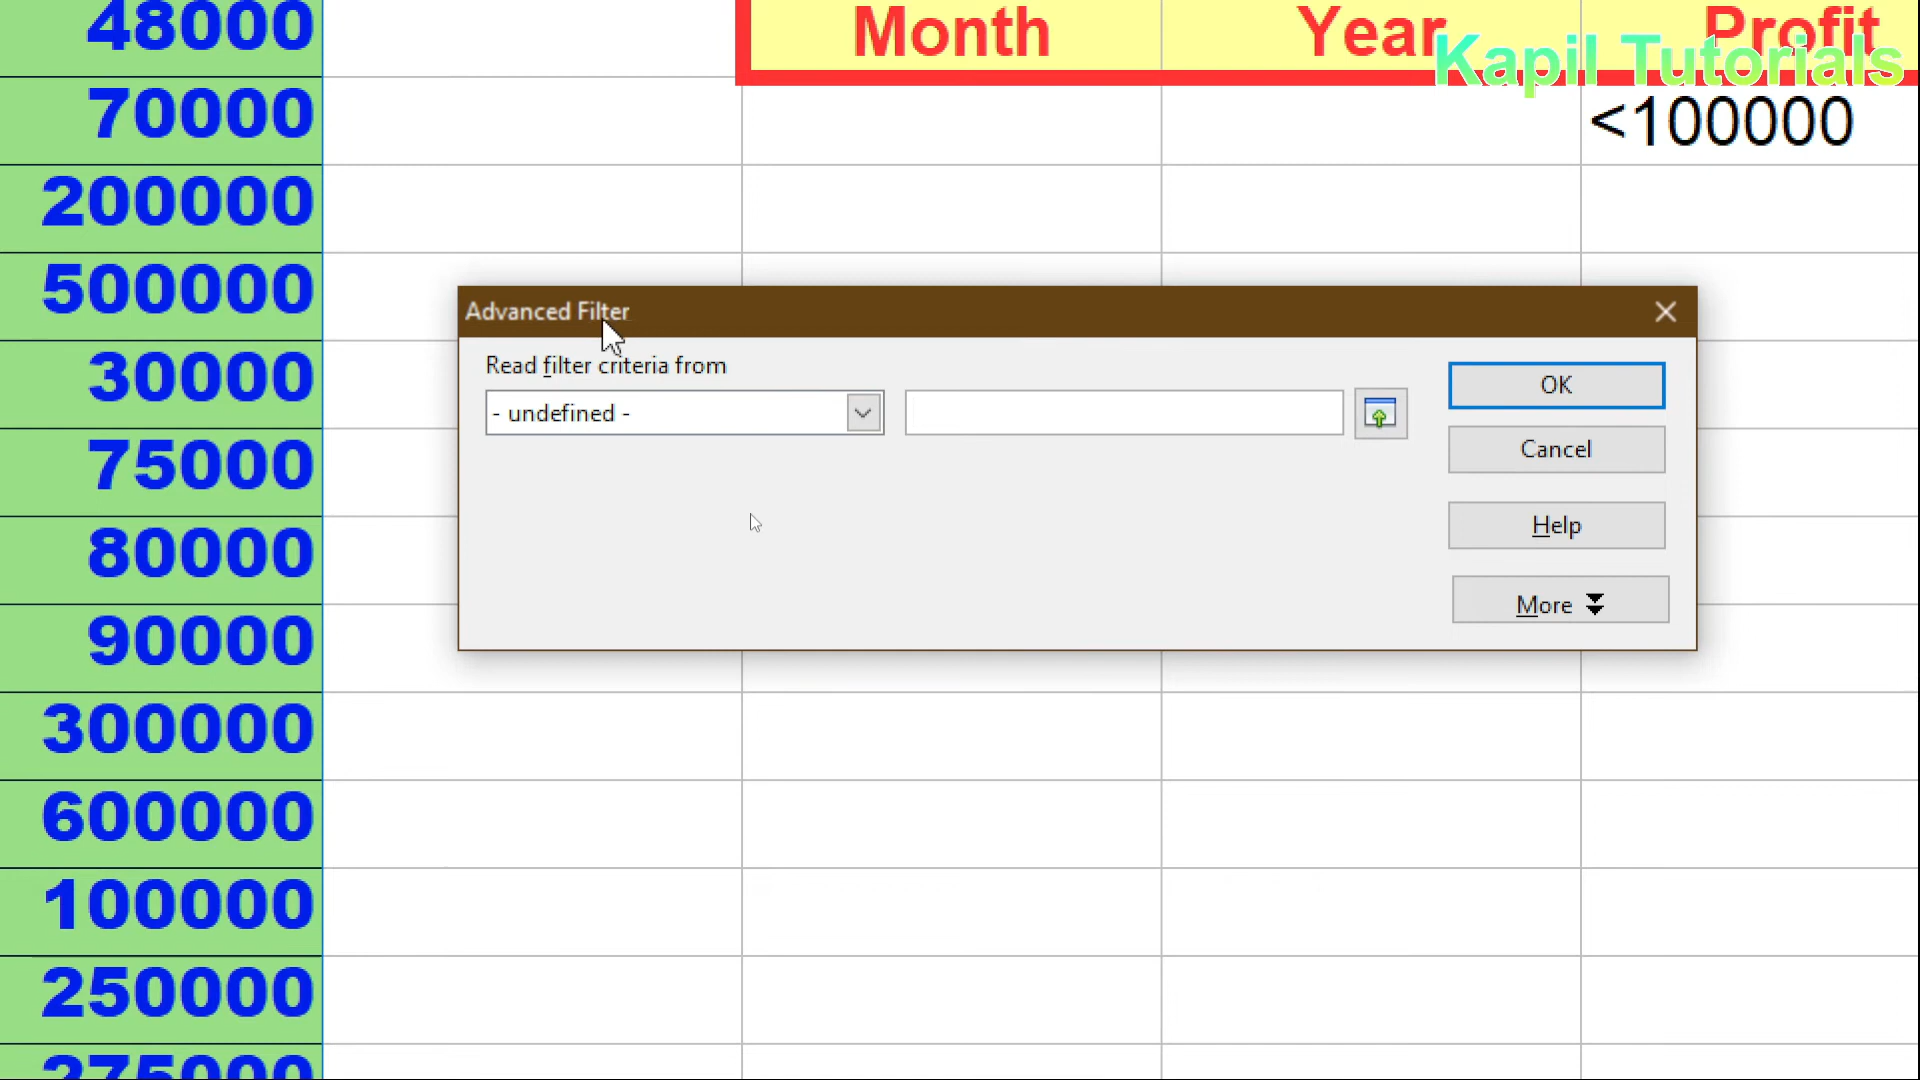 48000
Month Year Profit
Kapil Tutorials
70000
<100000
200000
500000
30000
75000
80000
90000
300000
600000
100000
250000
275000
Advanced Filter
Read filter criteria from
- undefined -
OK
Cancel
Help
More